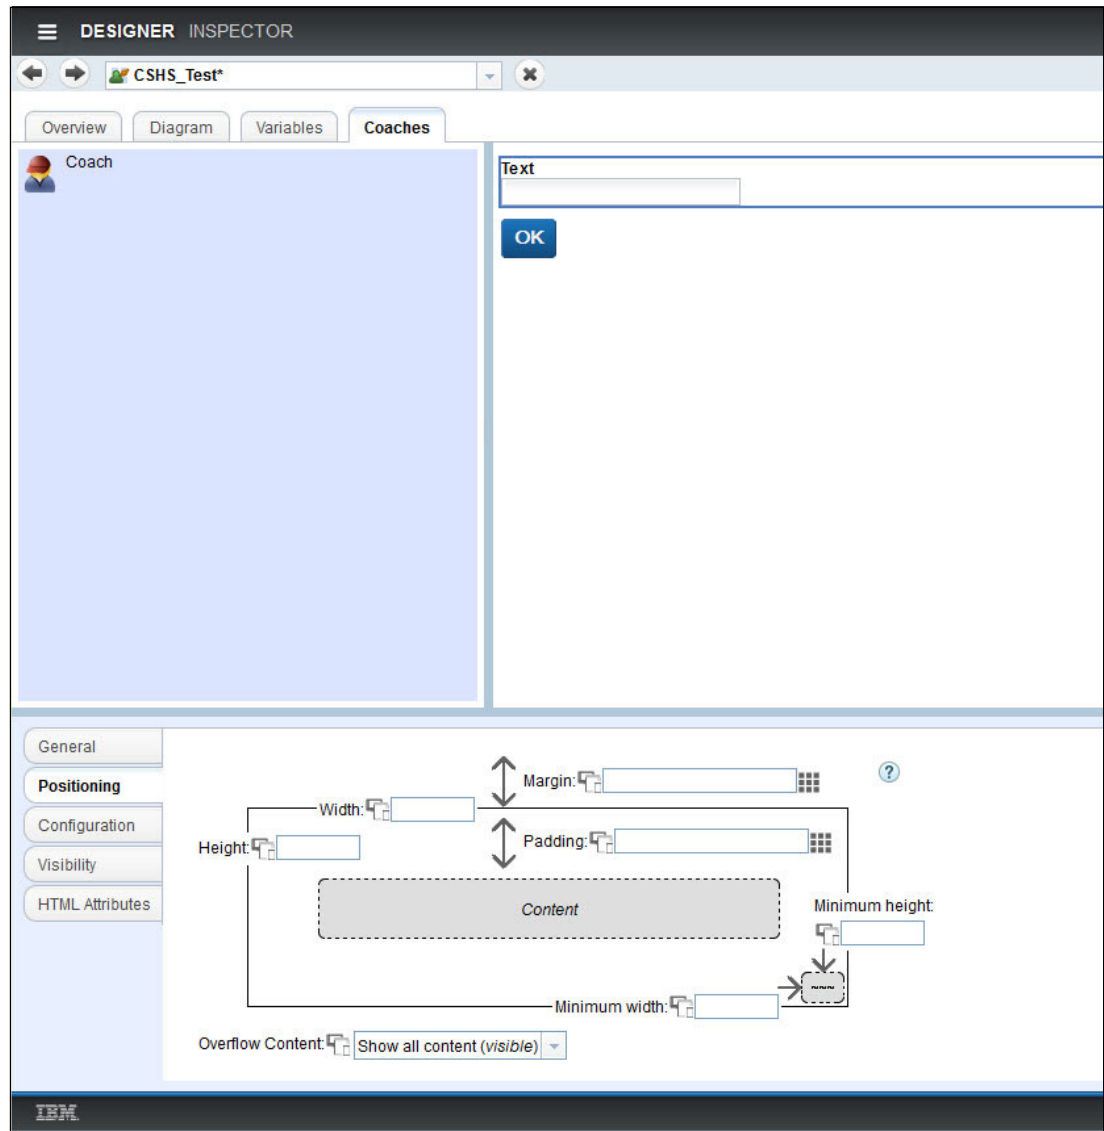 DESIGNER INSPECTOR
CSHS_Test*
Overview Diagram Variables Coaches
Coach
Text
OK
General
Positioning
Configuration
Visibility
HTML Attributes
Margin:
?
Width:
Height:
Padding:
Content
Minimum height:
~~~
Minimum width:
Overflow Content: Show all content (visible)
IBM.